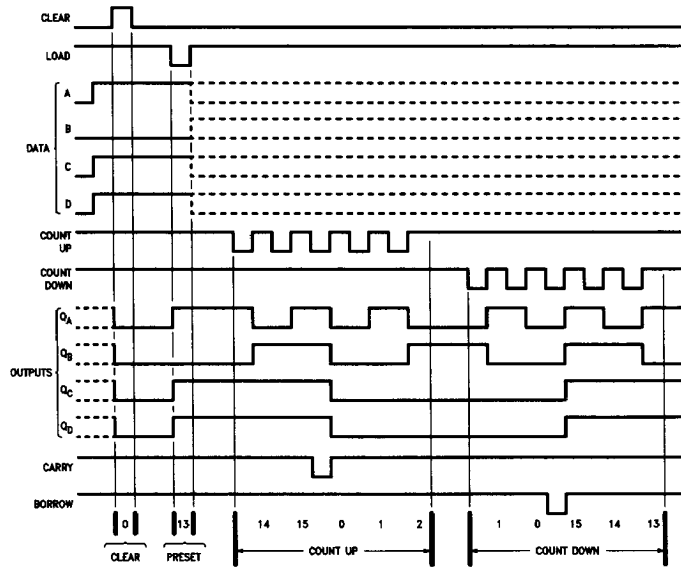 CLEAR
LOAD
A
B
DATA
C
D
COUNT
UP
COUNT
DOWN
QA
QB
OUTPUTS
QC
QD
CARRY
BORROW
0 13 14 15 0 1 2 1 0 15 14 13
CLEAR PRESET COUNT UP COUNT DOWN